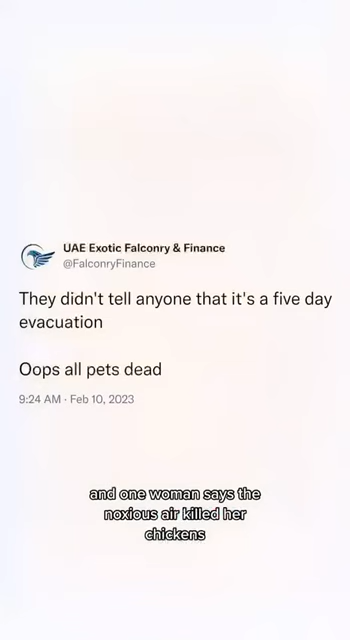 UAE Exotic Falconry & Finance
@FalconryFinance
They didn't tell anyone that it's a five day
evacuation
Oops all pets dead
9:24 AM · Feb 10, 2023
and one woman says the
noxious air killed her
chickens